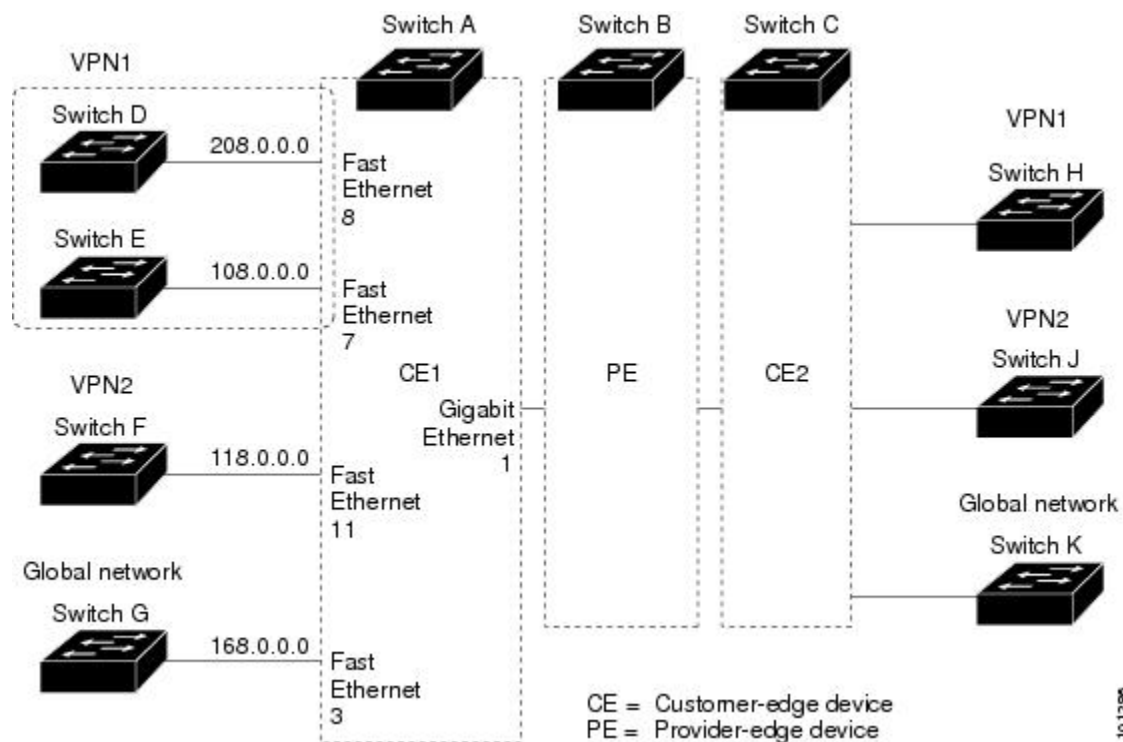 Switch A
Switch B
Switch C
VPN1
Switch D
208.0.0.0
Fast
Ethernet
8
Switch E
108.0.0.0
Fast
Ethernet
7
VPN2
Switch F
118.0.0.0
Fast
Ethernet
11
Global network
Switch G
168.0.0.0
Fast
Ethernet
3
CE1
Gigabit
Ethernet
1
PE
CE2
VPN1
Switch H
VPN2
Switch J
Global network
Switch K
CE = Customer-edge device
PE = Provider-edge device